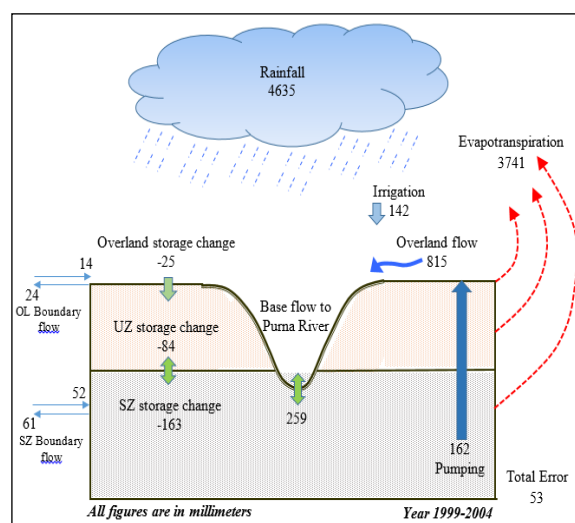 Rainfall
4635
Evapotranspiration
3741
Irrigation
142
Overland storage change
-25
Overland flow
815
14
24
OL Boundary
flow
Base flow to
Purna River
UZ storage change
-84
52
61
SZ Boundary
flow
SZ storage change
-163
259
162
Pumping
Total Error
53
All figures are in millimeters
Year 1999-2004